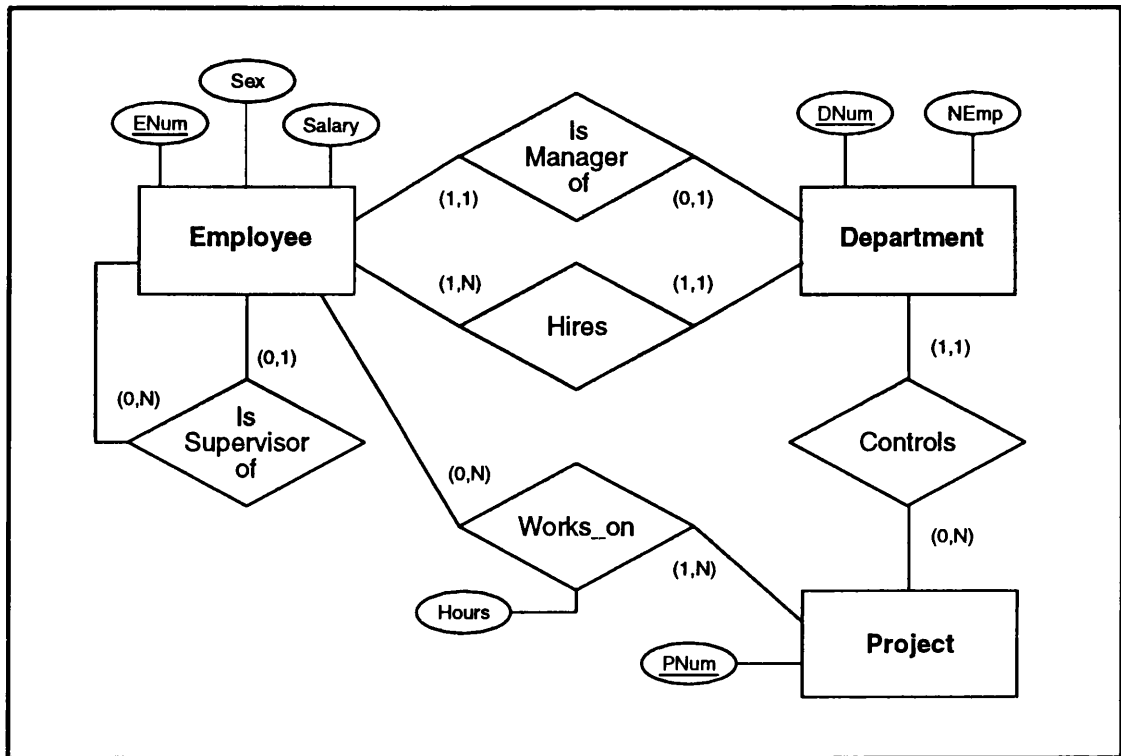 Sex
ENum
Salary
DNum
NEmp
Is
Manager
of
(1,1)
(0,1)
Employee
Department
(1,N)
(1,1)
Hires
(0,1)
(1,1)
(0,N)
Is
Supervisor
of
Controls
(0,N)
Works_on
(0,N)
(1,N)
Hours
Project
PNum